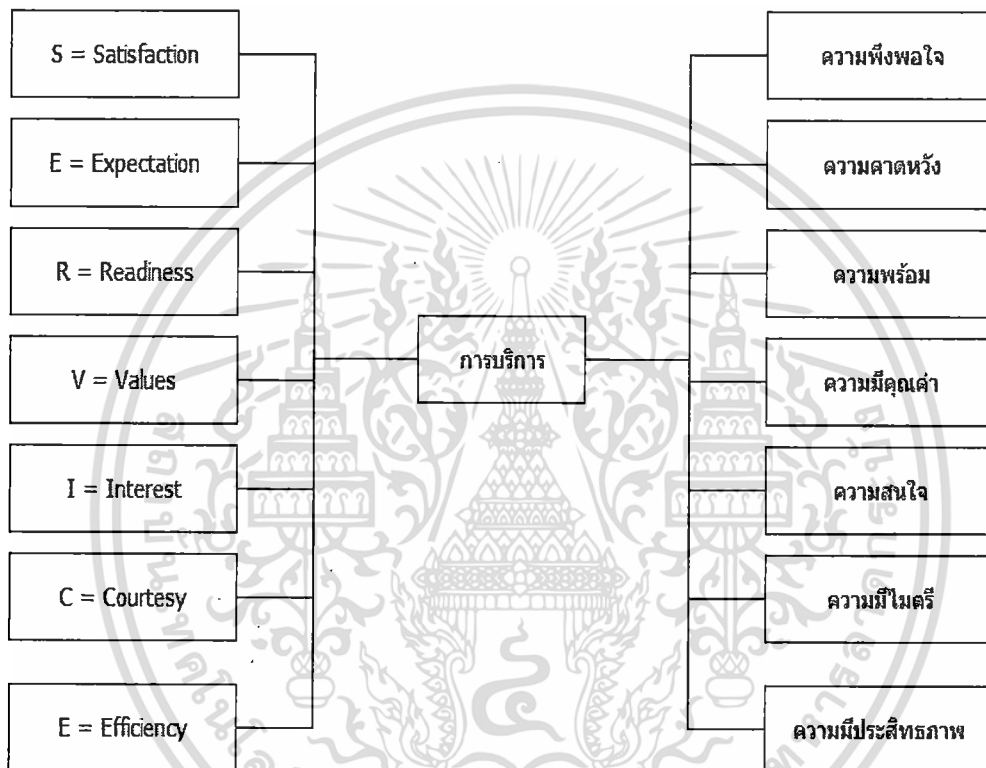 S = Satisfaction
E = Expectation
R = Readiness
V = Values
I = Interest
C = Courtesy
E = Efficiency
การบริการ
ความพึงพอใจ
ความคาดหวัง
ความพร้อม
ความมีคุณค่า
ความสนใจ
ความมีไมตรี
ความมีประสิทธภาพ